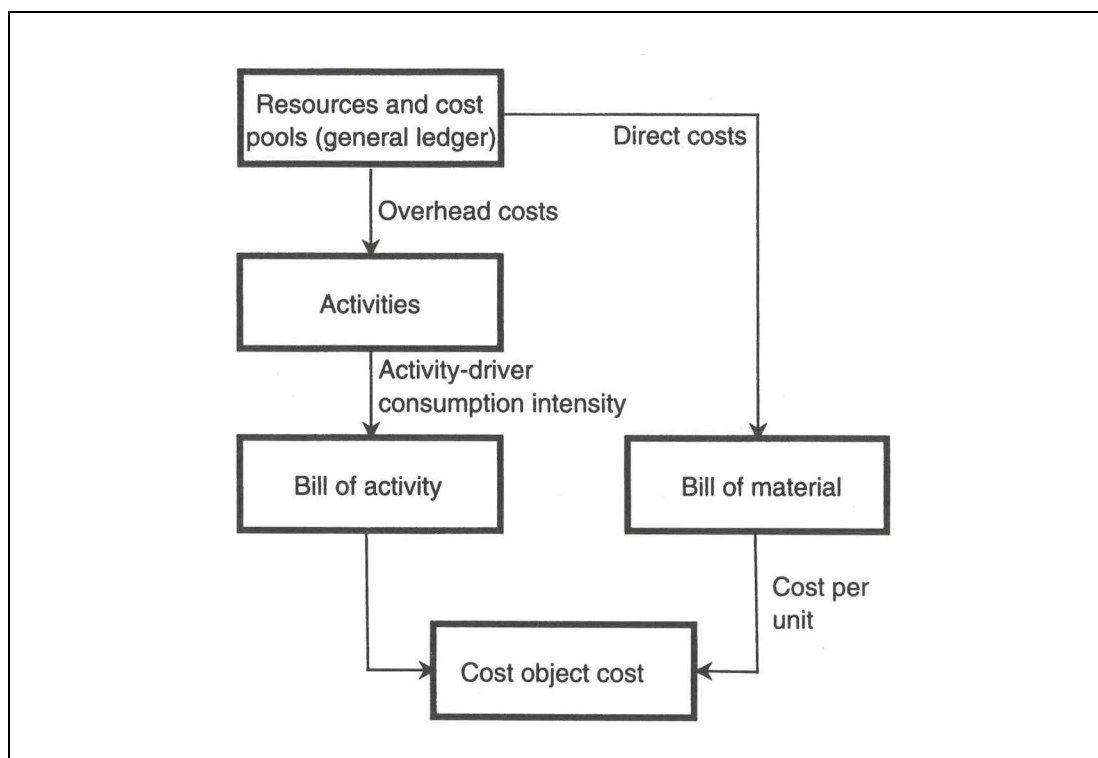 Resources and cost
pools (general ledger)
Direct costs
Overhead costs
Activities
Activity-driver
consumption intensity
Bill of activity
Bill of material
Cost per
unit
Cost object cost